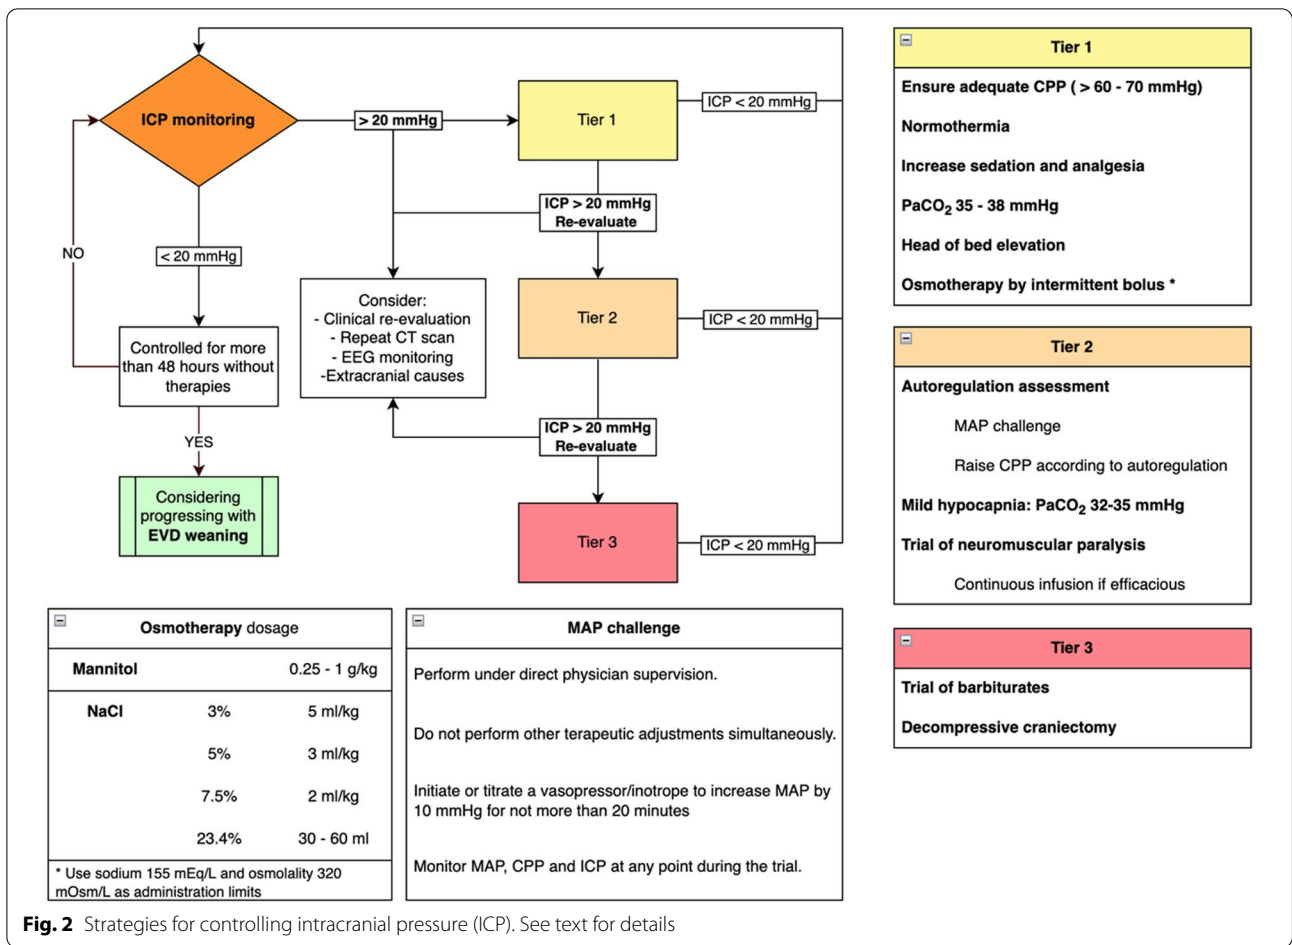 ICP monitoring
> 20 mmHg
Tier 1
ICP < 20 mmHg
ICP > 20 mmHg
Re-evaluate
NO
< 20 mmHg
Consider:
- Clinical re-evaluation
- Repeat CT scan
- EEG monitoring
-Extracranial causes
Tier 2
ICP < 20 mmHg
Controlled for more
than 48 hours without
therapies
ICP > 20 mmHg
Re-evaluate
YES
Considering
progressing with
EVD weaning
Tier 3
ICP < 20 mmHg
Tier 1
Ensure adequate CPP ( > 60 - 70 mmHg)
Normothermia
Increase sedation and analgesia
PaCO2 35 - 38 mmHg
Head of bed elevation
Osmotherapy by intermittent bolus *
Tier 2
Autoregulation assessment
MAP challenge
Raise CPP according to autoregulation
Mild hypocapnia: PaCO2 32-35 mmHg
Trial of neuromuscular paralysis
Continuous infusion if efficacious
Tier 3
Trial of barbiturates
Decompressive craniectomy
Osmotherapy dosage
Mannitol 0.25 - 1 g/kg
NaCl 3% 5 ml/kg
5% 3 ml/kg
7.5% 2 ml/kg
23.4% 30 - 60 ml
* Use sodium 155 mEq/L and osmolality 320
mOsm/L as administration limits
MAP challenge
Perform under direct physician supervision.
Do not perform other therapeutic adjustments simultaneously.
Initiate or titrate a vasopressor/inotrope to increase MAP by
10 mmHg for not more than 20 minutes
Monitor MAP, CPP and ICP at any point during the trial.
Fig. 2 Strategies for controlling intracranial pressure (ICP). See text for details